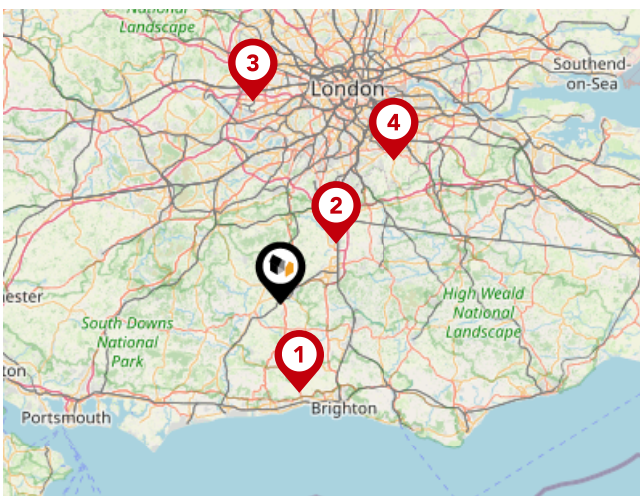 National
Landscape
3
London
Southend-
on-Sea
4
2
ester
High Weald
National
Landscape
South Downs
National
Park
1
ton
Brighton
Portsmouth